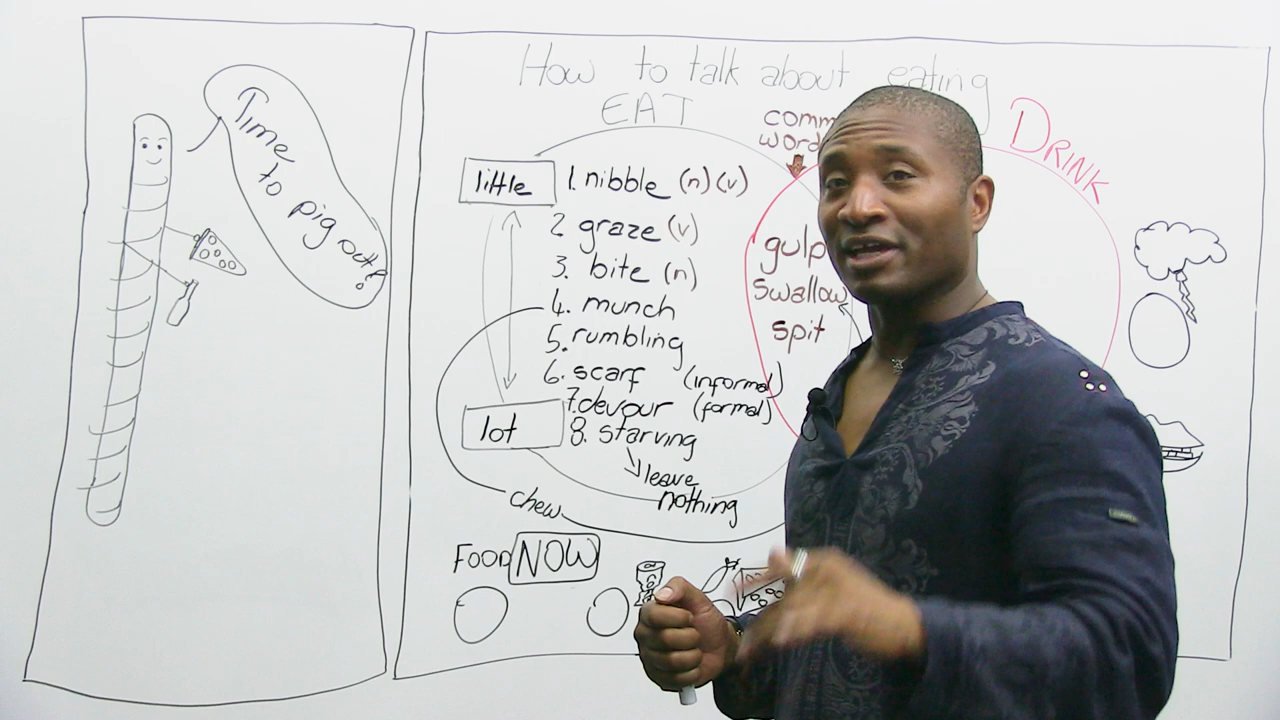 Time
to
pig out!
How to talk about eating
EAT
DRINK
little
lot
1. nibble (n) (v)
2 graze (v)
3. bite (n)
4. munch
5. rumbling
6. scarf (informal)
7. devour (formal)
8. starving
leave
nothing
chew
gulp
swallow
spit
Food NOW